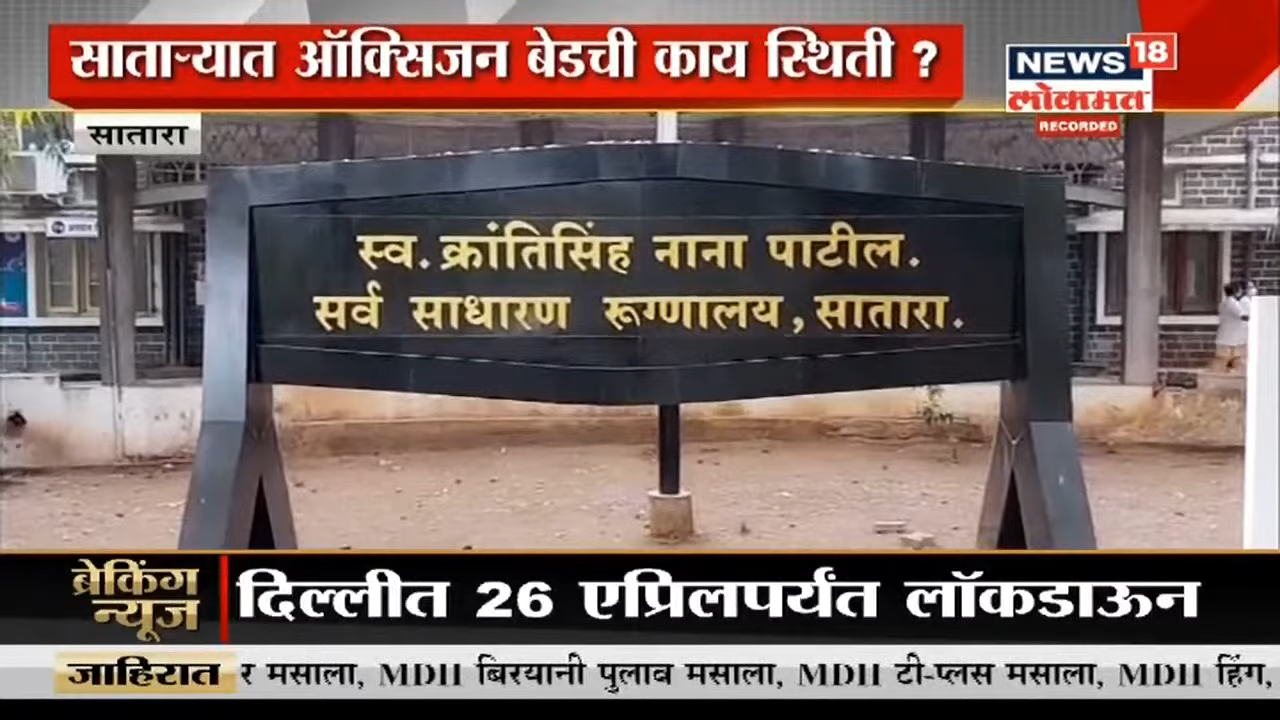 साताऱ्यात ऑक्सिजन बेडची काय स्थिती ?
NEWS 18
लोकमत
RECORDED
सातारा
स्व. क्रांतिसिंह नाना पाटील.
सर्व साधारण रूग्णालय, सातारा.
ब्रेकिंग न्यूज
दिल्लीत 26 एप्रिलपर्यंत लॉकडाऊन
जाहिरात
र मसाला, MDH बिरयानी पुलाव मसाला, MDH टी-प्लस मसाला, MDH हिंग,